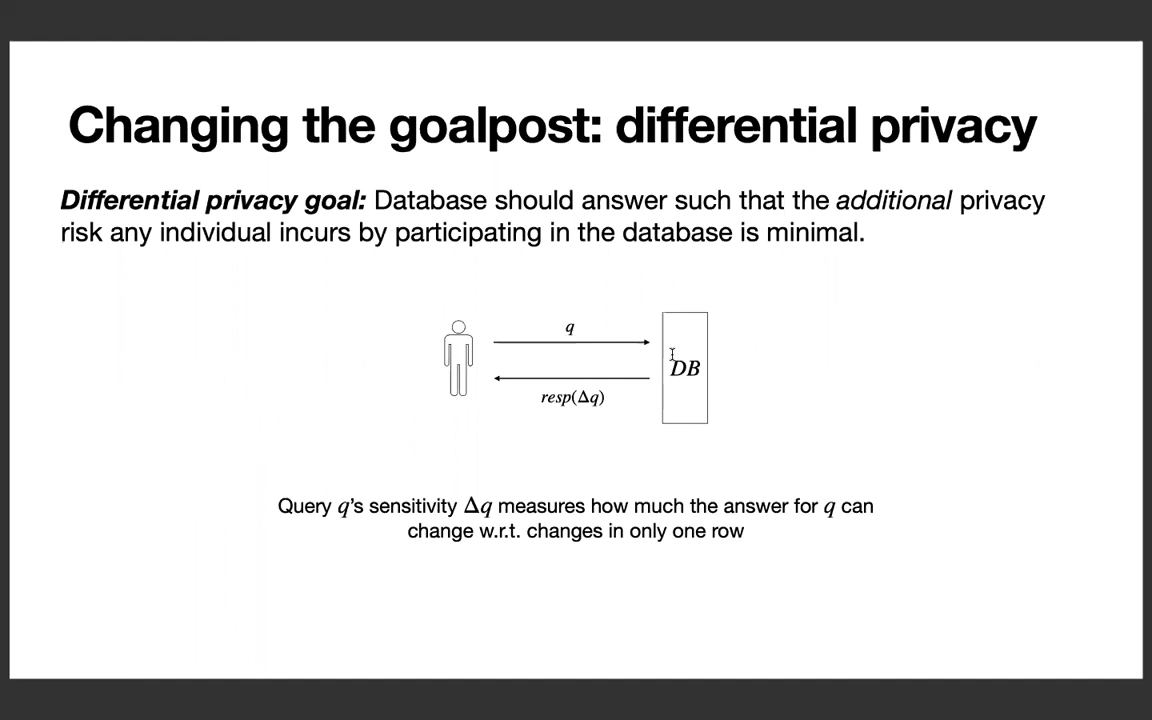 Changing the goalpost: differential privacy
Differential privacy goal: Database should answer such that the additional privacy
risk any individual incurs by participating in the database is minimal.
q
DB
resp(Δq)
Query q's sensitivity Δq measures how much the answer for q can
change w.r.t. changes in only one row